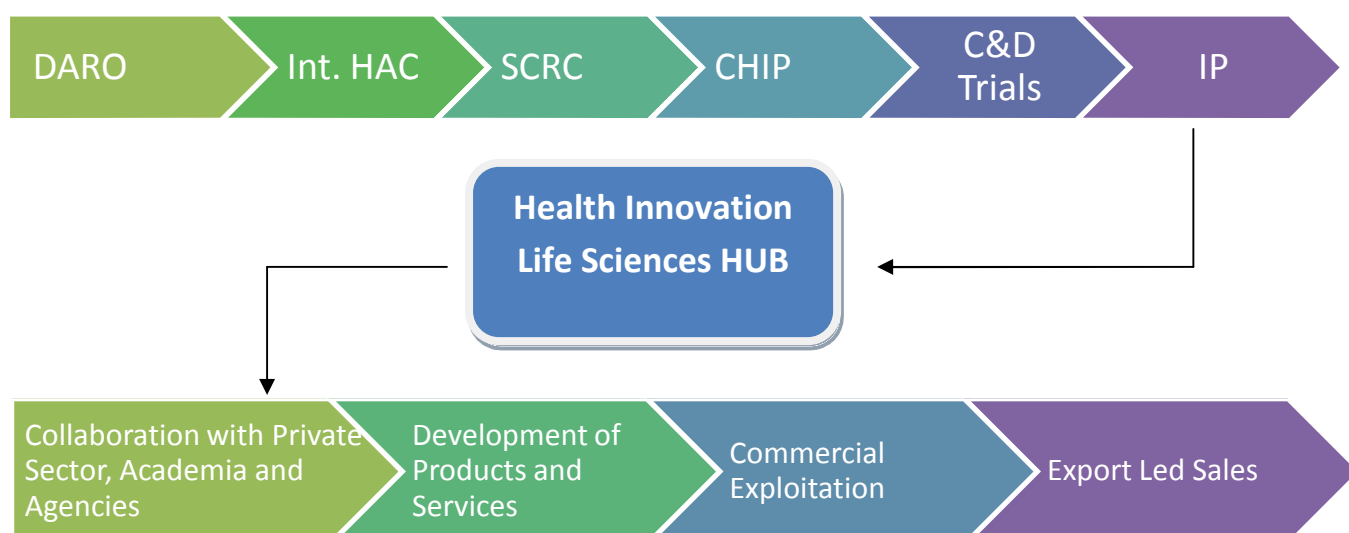 DARO
Int. HAC
SCRC
CHIP
C&D
Trials
IP
Health Innovation
Life Sciences HUB
Collaboration with Private
Sector, Academia and
Agencies
Development of
Products and
Services
Commercial
Exploitation
Export Led Sales